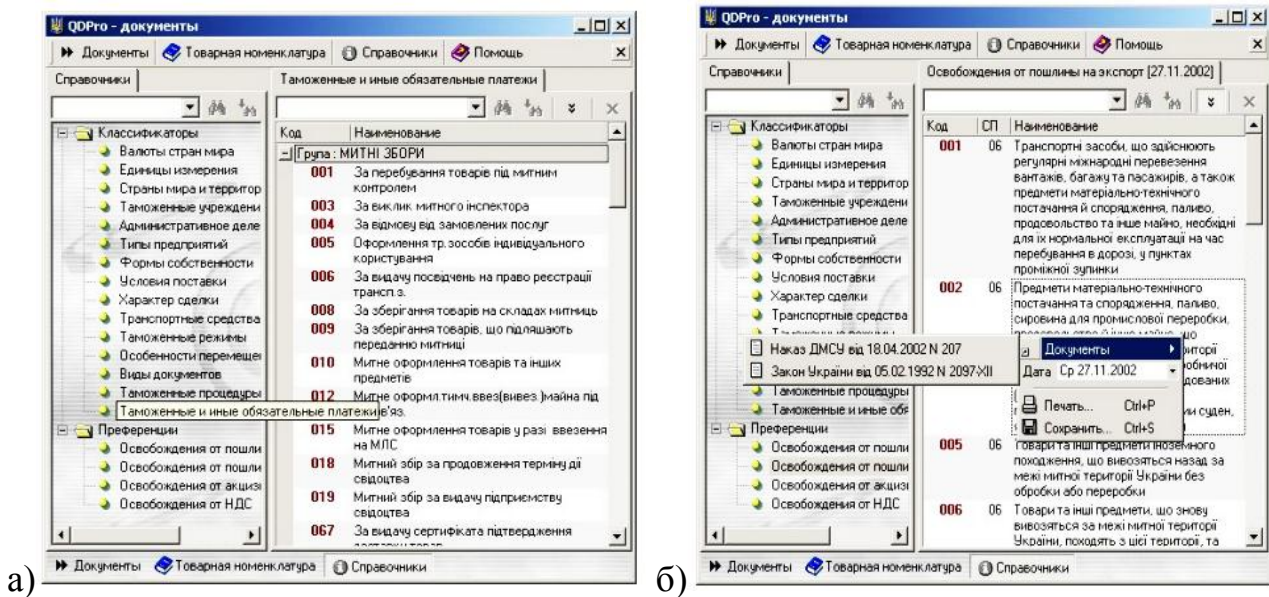 QDPro - документы
Документы Товарная номенклатура Справочники Помощь
Справочники
Таможенные и иные обязательные платежи
Классификаторы
Валюты стран мира
Единицы измерения
Страны мира и территор
Таможенные учреждени
Административное деле
Типы предприятий
Формы собственности
Условия поставки
Характер сделки
Транспортные средства
Таможенные режимы
Особенности перемещен
Виды документов
Таможенные процедуры
Таможенные и иные обязательные платежи
Преференции
Освобождения от пошли
Освобождения от пошли
Освобождения от акциз
Освобождения от НДС
Код Наименование
Група : МИТНІ ЗБОРИ
001 За перебування товарів під митним
контролем
003 За виклик митного інспектора
004 За відмову від замовлених послуг
005 Оформлення тр.зособів індивідуального
користування
006 За видачу посвідчень на право реєстрації
трансп.з.
008 За зберігання товарів на складах митниць
009 За зберігання товарів, що підляшають
переданню митниці
010 Митне оформлення товарів та інших
предметів
012 Митне оформл.тимч.ввез(вивез.)майна під
в'яз.
015 Митне оформлення товарів у разі ввезення
на МЛС
018 Митний збір за продовження терміну дії
свідоцтва
019 Митний збір за видачу підприємству
свідоцтва
067 За видачу сертифіката підтвердження
Документы Товарная номенклатура Справочники
а)
QDPro - документы
Документы Товарная номенклатура Справочники Помощь
Справочники
Освобождения от пошлины на экспорт [27.11.2002]
Классификаторы
Валюты стран мира
Единицы измерения
Страны мира и территор
Таможенные учреждени
Административное деле
Типы предприятий
Формы собственности
Условия поставки
Характер сделки
Транспортные средства
Таможенные режимы
Таможенные процедуры
Таможенные и иные обя
Преференции
Освобождения от пошли
Освобождения от пошли
Освобождения от акциз
Освобождения от НДС
Код СП Наименование
001 06 Транспортні засоби, що здійснюють
регулярні міжнародні перевезення
вантажів, багажу та пасажирів, а також
предмети матеріально-технічного
постачання й спорядження, паливо,
продовольство та інше майно, необхідні
для їх нормальної експлуатації на час
перебування в дорозі, у пунктах
проміжної зупинки
002 06 Предмети матеріально-технічного
постачання та спорядження, паливо,
сировина для промислової переробки,
Наказ ДМСУ від 18.04.2002 N 207
Закон України від 05.02.1992 N 2097-XII
Документы
Дата Ср 27.11.2002
Печать... Ctrl+P
Сохранить... Ctrl+S
005 06 Товари та інші предмети іноземного
походження, що вивозяться назад за
межі митної території України без
обробки або переробки
006 06 Товари та інші предмети, що знову
вивозяться за межі митної території
України, походять з цієї території, та
Документы Товарная номенклатура Справочники
б)